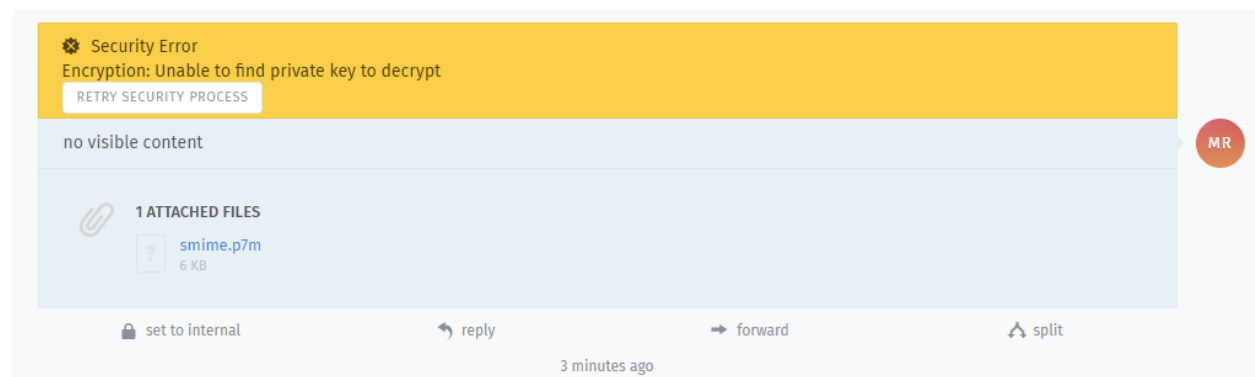 Security Error
Encryption: Unable to find private key to decrypt
RETRY SECURITY PROCESS
no visible content
MR
1 ATTACHED FILES
?
smime.p7m
6 KB
set to internal
reply
forward
split
3 minutes ago